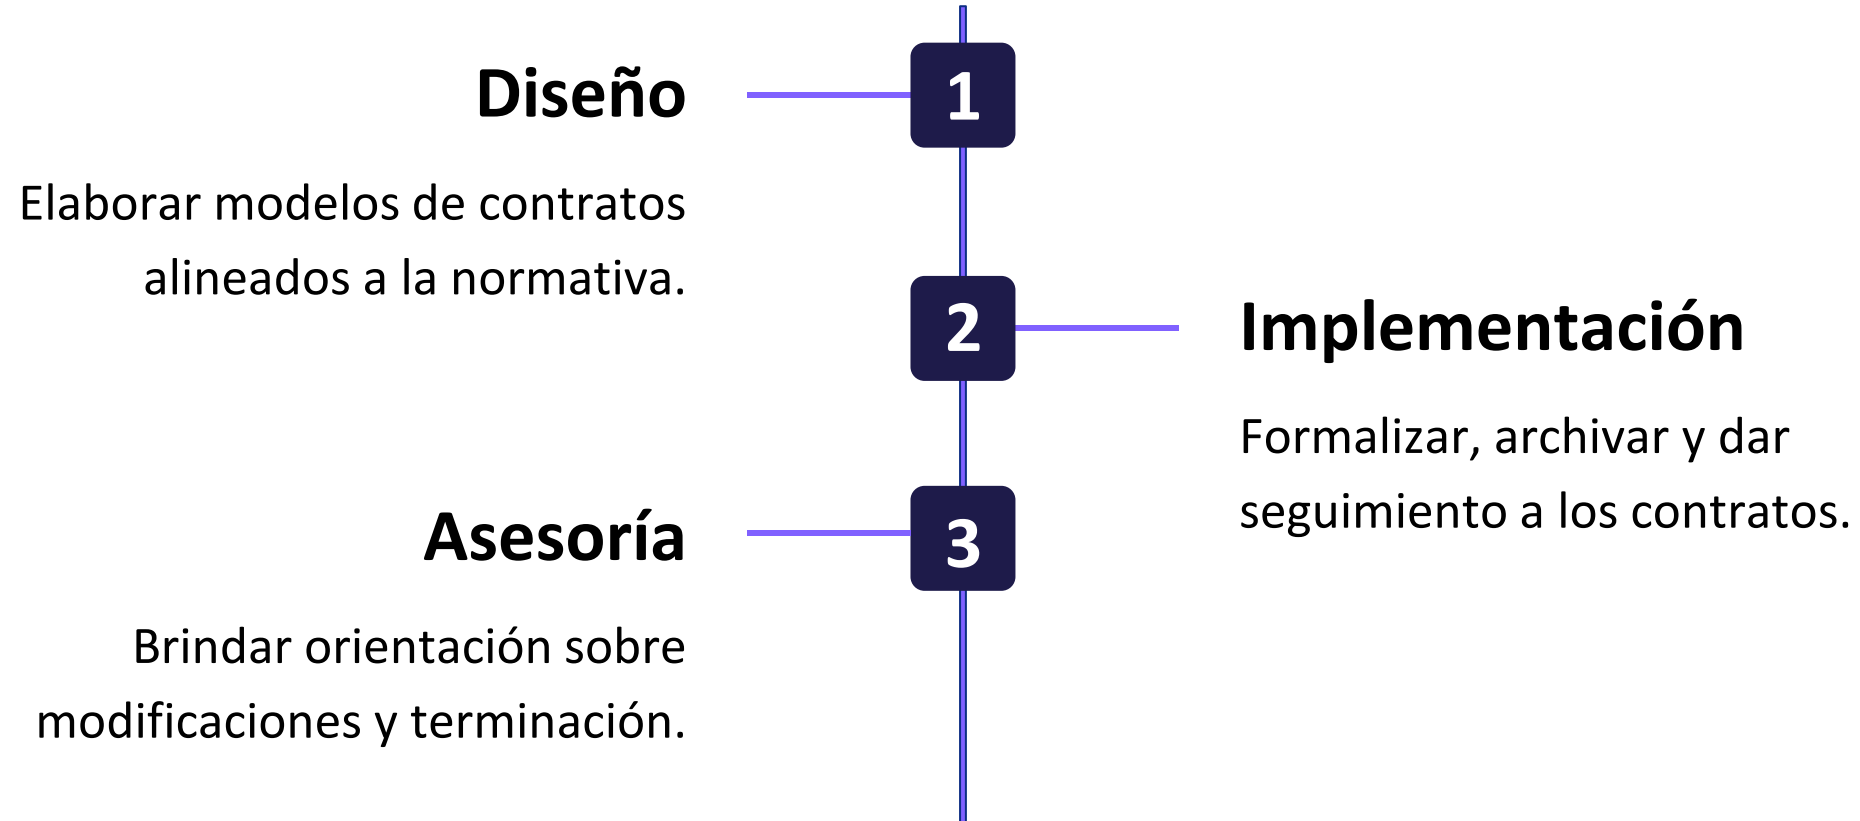 1
Diseño
Elaborar modelos de contratos
alineados a la normativa.
2
Implementación
Formalizar, archivar y dar
seguimiento a los contratos.
3
Asesoría
Brindar orientación sobre
modificaciones y terminación.